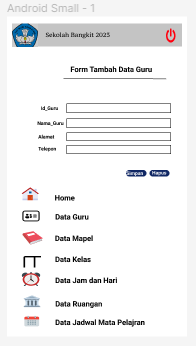 Android Small - 1
Sekolah Bangkit 2023
Form Tambah Data Guru
Id_Guru
Nama_Guru
Alamat
Telepon
Simpan Hapus
Home
Data Guru
Data Mapel
Data Kelas
Data Jam dan Hari
Data Ruangan
Data Jadwal Mata Pelajran